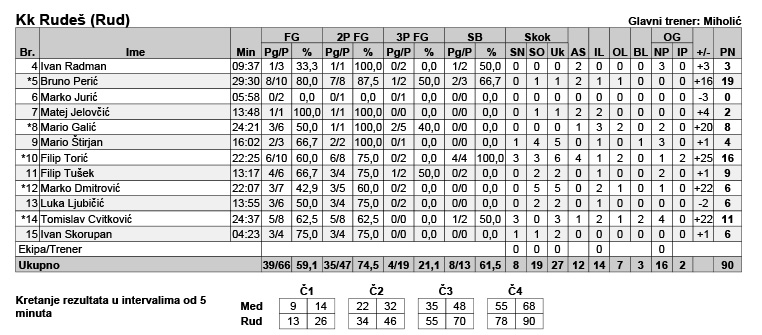 Kk Rudeš (Rud) Glavni trener: Miholić
FG 2P FG 3P FG SB Skok OG
Br. Ime Min Pg/P % Pg/P % Pg/P % Pg/P % SN SO Uk AS IL OL BL NP IP +/- PN
4 Ivan Radman 09:37 1/3 33,3 1/1 100,0 0/2 0,0 1/2 50,0 0 0 0 2 0 0 0 3 0 +3 3
*5 Bruno Perić 29:30 8/10 80,0 7/8 87,5 1/2 50,0 2/3 66,7 0 1 1 2 1 1 0 0 0 +16 19
6 Marko Jurić 05:58 0/2 0,0 0/1 0,0 0/1 0,0 0/0 0,0 0 0 0 0 0 0 0 0 0 -3 0
7 Matej Jelovčić 13:48 1/1 100,0 1/1 100,0 0/0 0,0 0/0 0,0 0 1 1 2 2 0 0 0 0 +4 2
*8 Mario Galić 24:21 3/6 50,0 1/1 100,0 2/5 40,0 0/0 0,0 0 0 0 1 3 2 0 2 0 +20 8
9 Mario Štirjan 16:02 2/3 66,7 2/2 100,0 0/1 0,0 0/0 0,0 1 4 5 0 1 0 1 3 0 +1 4
*10 Filip Torić 22:25 6/10 60,0 6/8 75,0 0/2 0,0 4/4 100,0 3 3 6 4 1 2 0 1 2 +25 16
11 Filip Tušek 13:17 4/6 66,7 3/4 75,0 1/2 50,0 0/0 0,0 0 0 0 0 1 0 0 2 0 +1 9
*12 Marko Dmitrović 22:07 3/7 42,9 3/5 60,0 0/2 0,0 0/0 0,0 0 5 5 0 2 0 1 0 0 +22 6
13 Luka Ljubičić 13:55 3/6 50,0 3/4 75,0 0/2 0,0 0/0 0,0 0 2 2 0 1 0 0 1 0 -2 6
*14 Tomislav Cvitković 24:37 5/8 62,5 5/8 62,5 0/0 0,0 1/2 50,0 3 0 3 1 2 1 2 4 0 +22 11
15 Ivan Skorupan 04:23 3/4 75,0 3/4 75,0 0/0 0,0 0/0 0,0 1 1 2 0 0 1 0 0 0 +1 6
Ekipa/Trener 0 0 0 0 0
Ukupno 39/66 59,1 35/47 74,5 4/19 21,1 8/13 61,5 8 19 27 12 14 7 3 16 2 90
Kretanje rezultata u intervalima od 5 minuta
Č1 Č2 Č3 Č4
Med 9 14 22 32 35 48 55 68
Rud 13 26 34 46 55 70 78 90